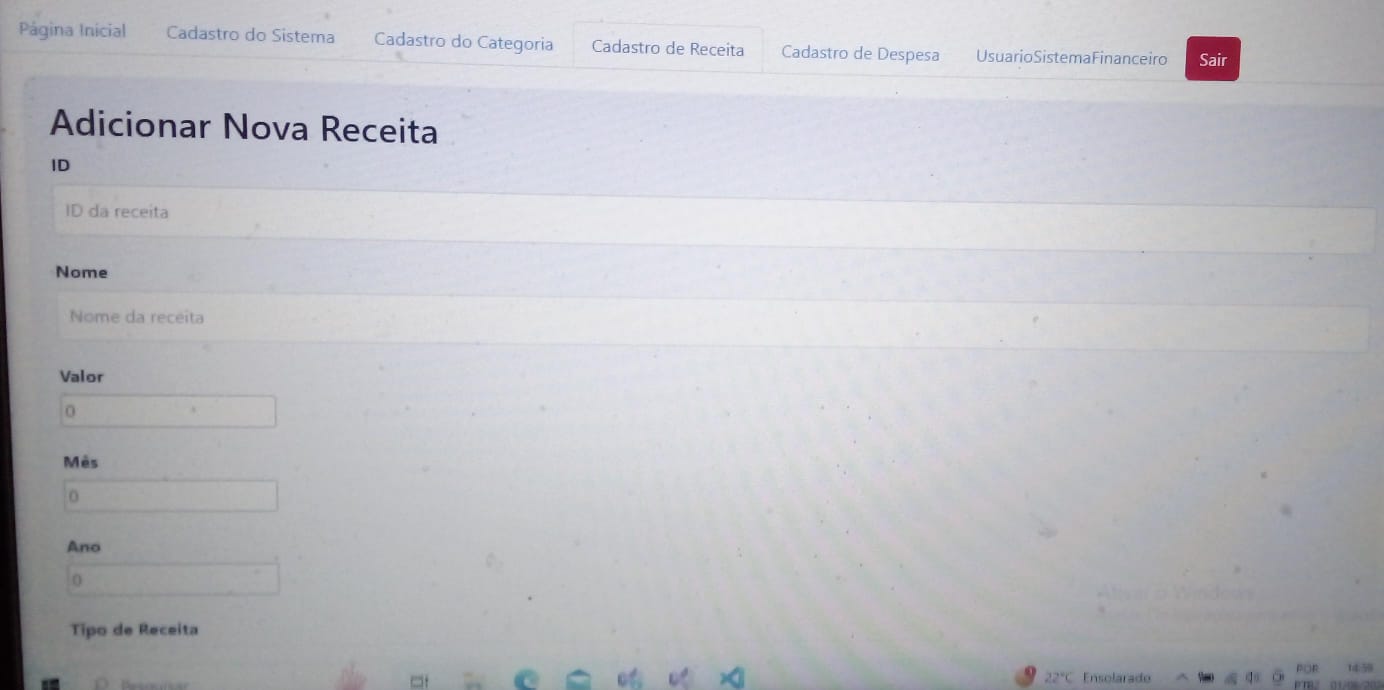 Página Inicial Cadastro do Sistema Cadastro do Categoria Cadastro de Receita Cadastro de Despesa UsuarioSistemaFinanceiro Sair
Adicionar Nova Receita
ID
ID da receita
Nome
Nome da receita
Valor
0
Mês
0
Ano
0
Ativar o Windows
Tipo de Receita
Pesquisar 22°C Ensolarado POR 14:59
PTB2